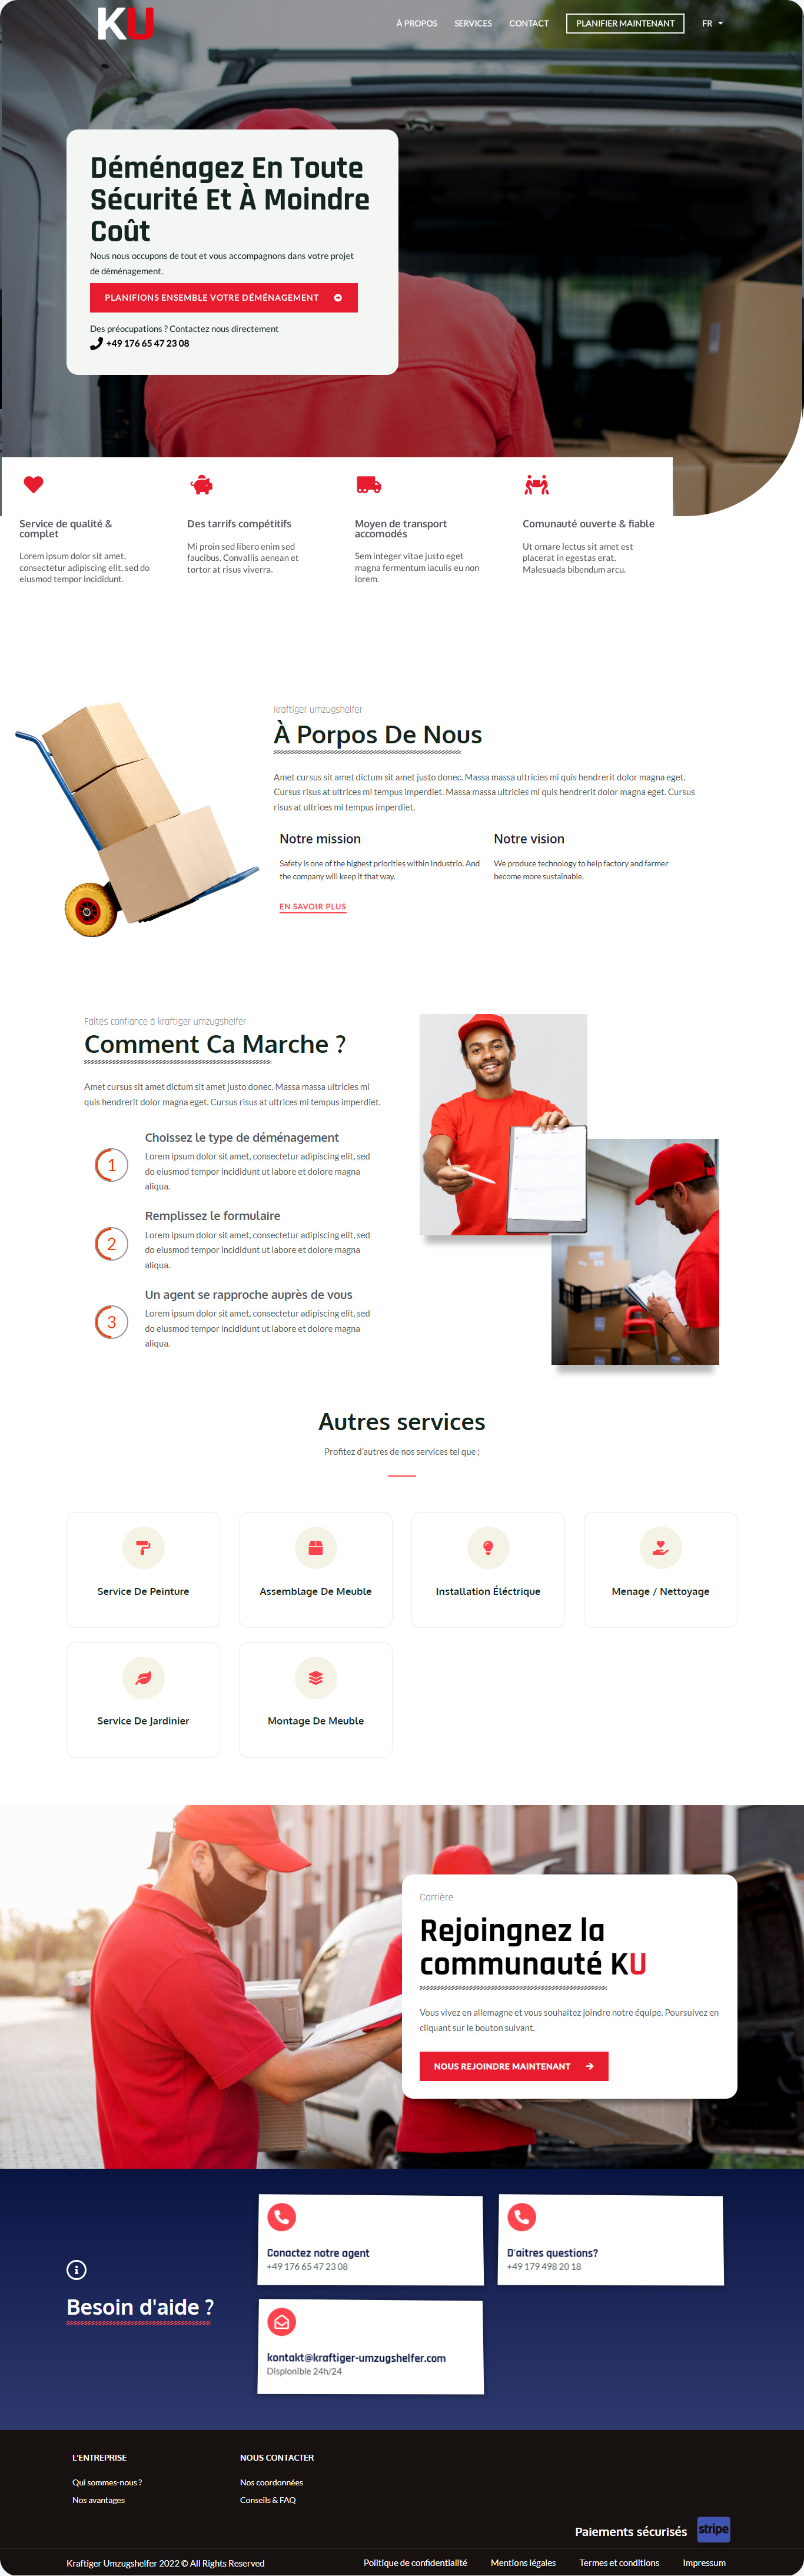 KU
À PROPOS SERVICES CONTACT PLANIFIER MAINTENANT FR
Déménagez En Toute
Sécurité Et À Moindre
Coût
Nous nous occupons de tout et vous accompagnons dans votre projet
de déménagement.
PLANIFIONS ENSEMBLE VOTRE DÉMÉNAGEMENT
Des préocupations ? Contactez nous directement
+49 176 65 47 23 08
Service de qualité &
complet
Lorem ipsum dolor sit amet,
consectetur adipiscing elit, sed do
eiusmod tempor incididunt.
Des tarrifs compétitifs
Mi proin sed libero enim sed
faucibus. Convallis aenean et
tortor at risus viverra.
Moyen de transport
accomodés
Sem integer vitae justo eget
magna fermentum iaculis eu non
lorem.
Comunauté ouverte & fiable
Ut ornare lectus sit amet est
placerat in egestas erat.
Malesuada bibendum arcu.
kraftiger umzugshelfer
À Porpos De Nous
Amet cursus sit amet dictum sit amet justo donec. Massa massa ultricies mi quis hendrerit dolor magna eget.
Cursus risus at ultrices mi tempus imperdiet. Massa massa ultricies mi quis hendrerit dolor magna eget. Cursus
risus at ultrices mi tempus imperdiet.
Notre mission
Safety is one of the highest priorities within Industrio. And
the company will keep it that way.
EN SAVOIR PLUS
Notre vision
We produce technology to help factory and farmer
become more sustainable.
Faites confiance à kraftiger umzugshelfer
Comment Ca Marche ?
Amet cursus sit amet dictum sit amet justo donec. Massa massa ultricies mi
quis hendrerit dolor magna eget. Cursus risus at ultrices mi tempus imperdiet.
1
Choissez le type de déménagement
Lorem ipsum dolor sit amet, consectetur adipiscing elit, sed
do eiusmod tempor incididunt ut labore et dolore magna
aliqua.
2
Remplissez le formulaire
Lorem ipsum dolor sit amet, consectetur adipiscing elit, sed
do eiusmod tempor incididunt ut labore et dolore magna
aliqua.
3
Un agent se rapproche auprès de vous
Lorem ipsum dolor sit amet, consectetur adipiscing elit, sed
do eiusmod tempor incididunt ut labore et dolore magna
aliqua.
Autres services
Profitez d'autres de nos services tel que ;
Service De Peinture
Assemblage De Meuble
Installation Éléctrique
Menage / Nettoyage
Service De Jardinier
Montage De Meuble
Carrière
Rejoingnez la
communauté KU
Vous vivez en allemagne et vous souhaitez joindre notre équipe. Poursuivez en
cliquant sur le bouton suivant.
NOUS REJOINDRE MAINTENANT
Besoin d'aide ?
Conactez notre agent
+49 176 65 47 23 08
D'aitres questions?
+49 179 498 20 18
kontakt@kraftiger-umzugshelfer.com
Disponible 24h/24
L'ENTREPRISE
Qui sommes-nous ?
Nos avantages
NOUS CONTACTER
Nos coordonnées
Conseils & FAQ
Paiements sécurisés stripe
Kraftiger Umzugshelfer 2022 © All Rights Reserved
Politique de confidentialité Mentions légales Termes et conditions Impressum